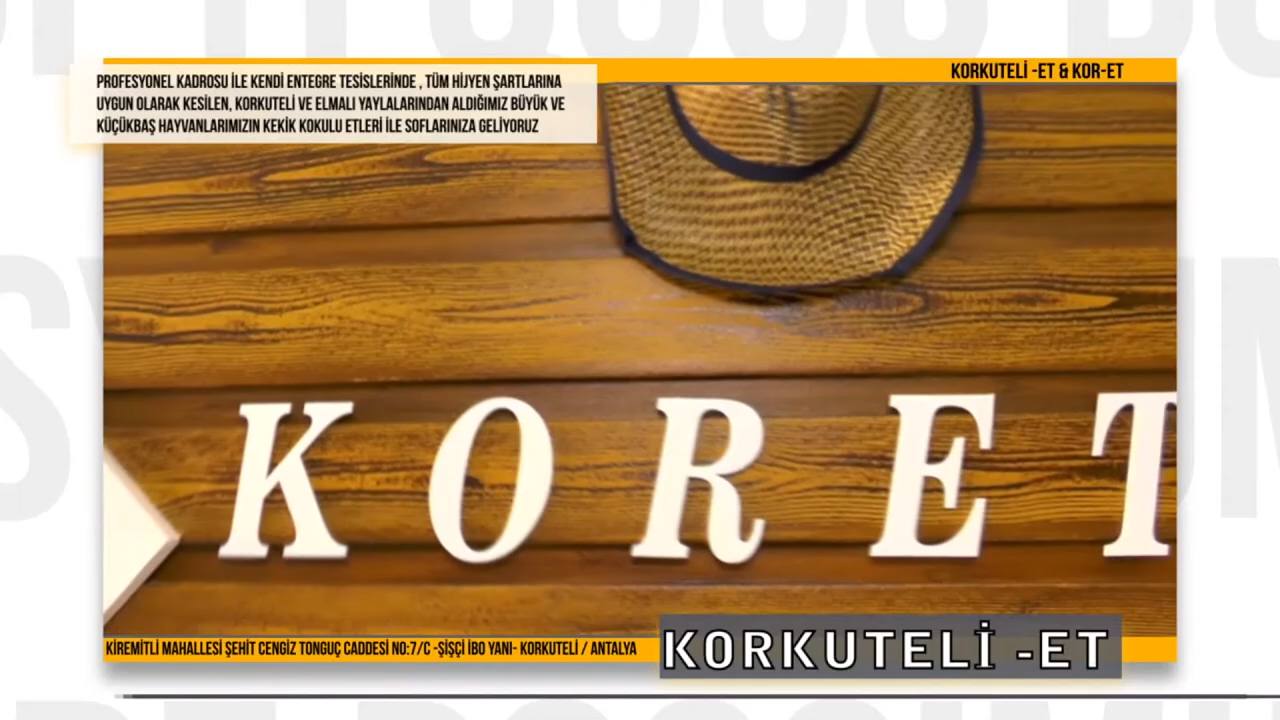 KORKUTELİ -ET & KOR-ET
PROFESYONEL KADROSU İLE KENDİ ENTEGRE TESİSLERİNDE , TÜM HİJYEN ŞARTLARINA
UYGUN OLARAK KESİLEN, KORKUTELİ VE ELMALI YAYLALARINDAN ALDIĞIMIZ BÜYÜK VE
KÜÇÜKBAŞ HAYVANLARIMIZIN KEKİK KOKULU ETLERİ İLE SOFLARINIZA GELİYORUZ
KORET
KİREMİTLİ MAHALLESİ ŞEHİT CENGİZ TONGUÇ CADDESİ NO:7/C -ŞİŞÇİ İBO YANI- KORKUTELİ / ANTALYA
KORKUTELİ -ET